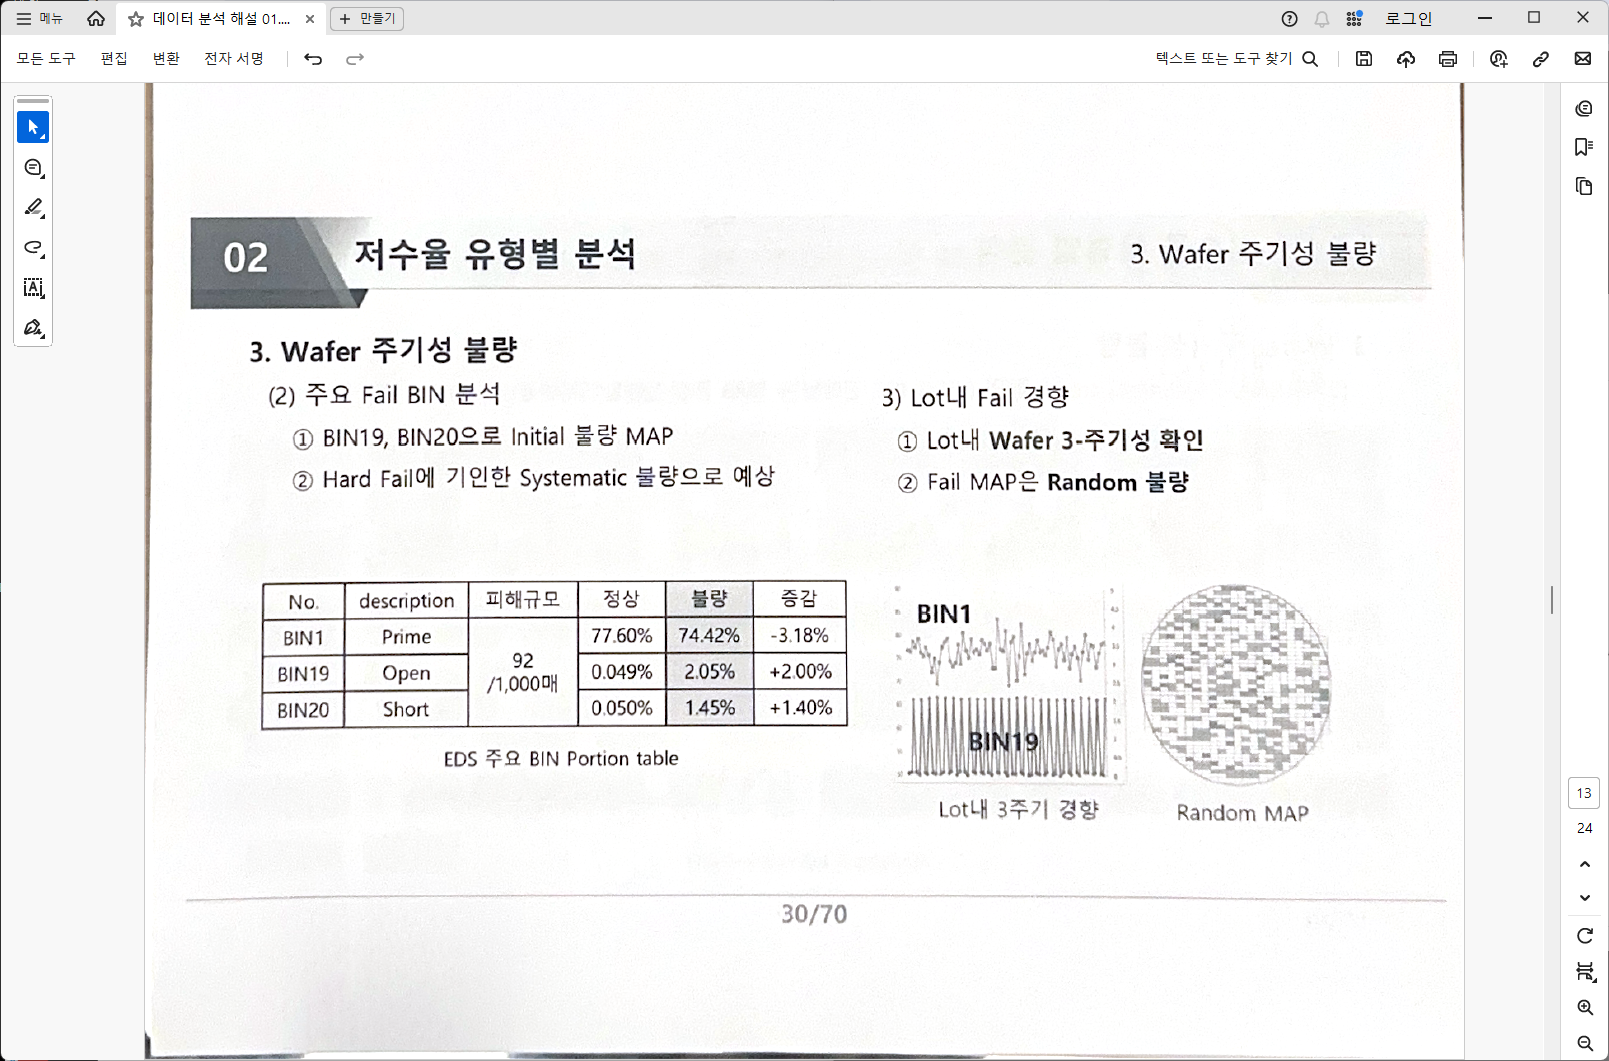 메뉴
데이터 분석 해설 01....
만들기
로그인
모든 도구
편집
변환
전자 서명
텍스트 또는 도구 찾기
02
저수율 유형별 분석
3. Wafer 주기성 불량
3. Wafer 주기성 불량
(2) 주요 Fail BIN 분석
① BIN19, BIN20으로 Initial 불량 MAP
② Hard Fail에 기인한 Systematic 불량으로 예상
3) Lot내 Fail 경향
① Lot내 Wafer 3-주기성 확인
② Fail MAP은 Random 불량
No. description 피해규모 정상 불량 증감
BIN1 Prime 77.60% 74.42% -3.18%
92
/1,000매
BIN19 Open 0.049% 2.05% +2.00%
BIN20 Short 0.050% 1.45% +1.40%
EDS 주요 BIN Portion table
BIN1
BIN19
Lot내 3주기 경향
Random MAP
30/70
13
24